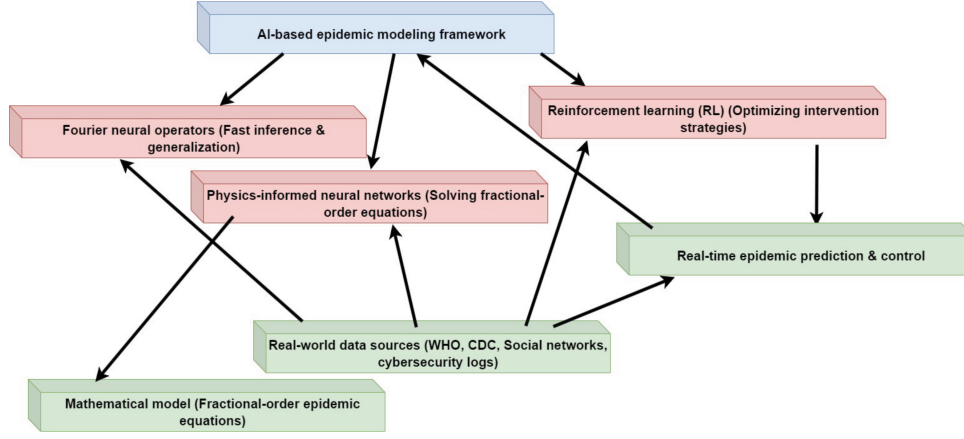 AI-based epidemic modeling framework
Reinforcement learning (RL) (Optimizing intervention
strategies)
Fourier neural operators (Fast inference &
generalization)
Physics-informed neural networks (Solving fractional-
order equations)
Real-time epidemic prediction & control
Real-world data sources (WHO, CDC, Social networks,
cybersecurity logs)
Mathematical model (Fractional-order epidemic
equations)